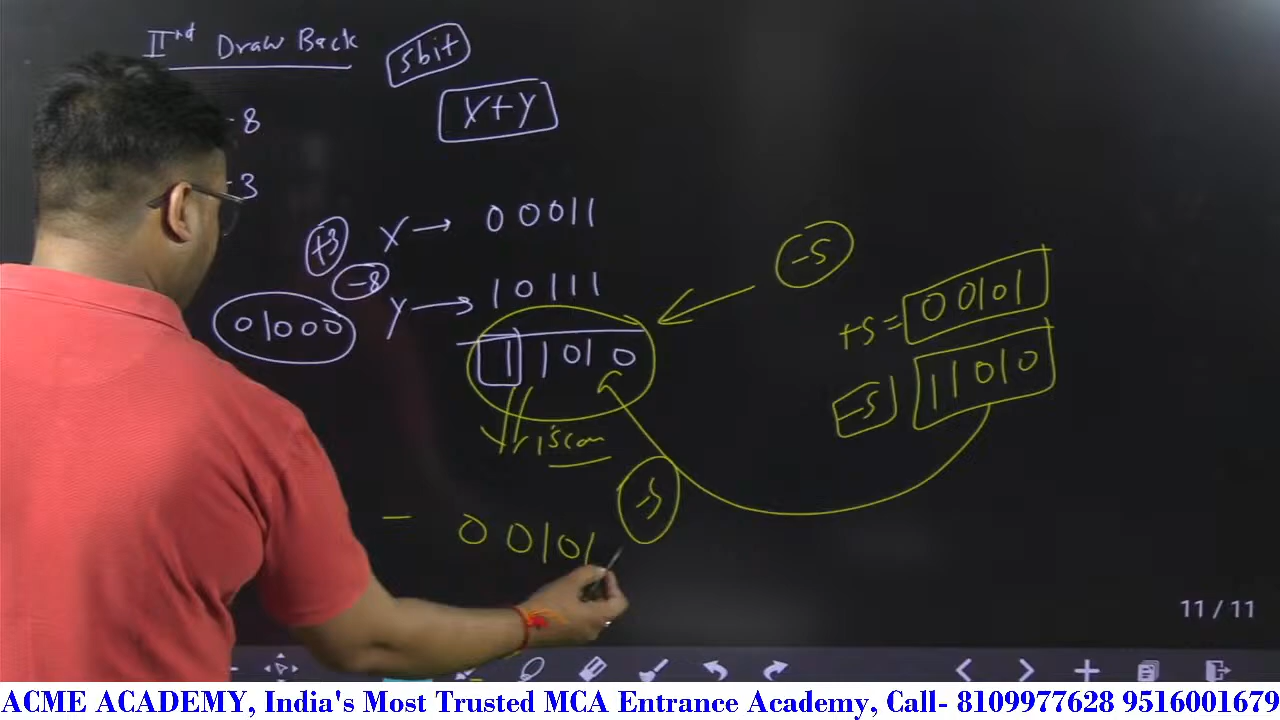 IInd Draw Back
5bit
-8
X+Y
-3
+3
X → 00011
-8
01000
Y → 10111
11010
1's com
-5
+5 = 00101
-5 11010
-5
- 00101
11 / 11
ACME ACADEMY, India's Most Trusted MCA Entrance Academy, Call- 8109977628 9516001679